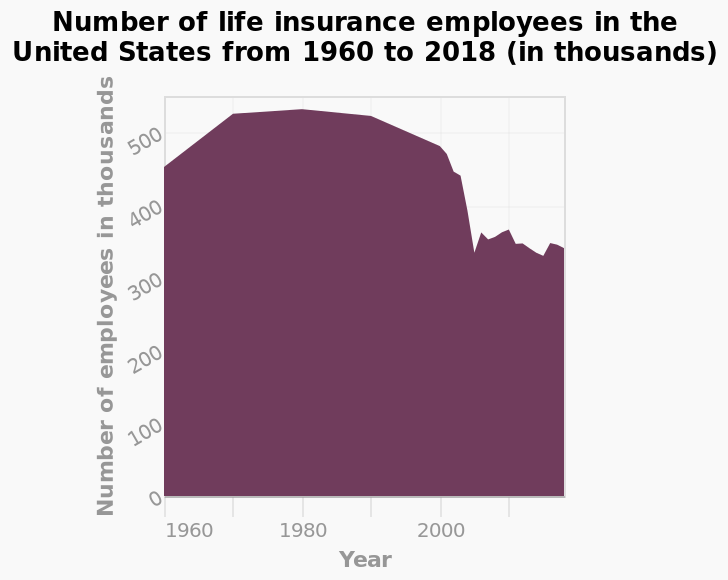 Number of life insurance employees in the
United States from 1960 to 2018 (in thousands)
Number of employees in thousands
500
400
300
200
100
0
1960
1980
2000
Year